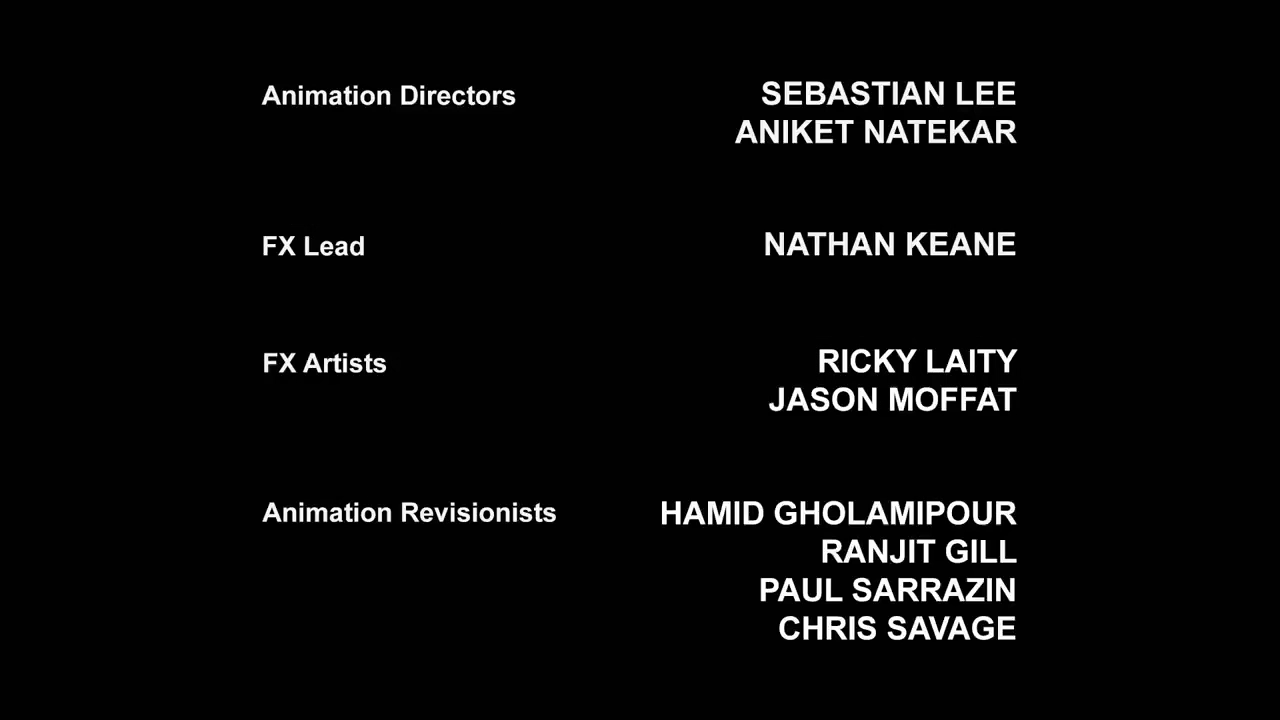 Animation Directors SEBASTIAN LEE
ANIKET NATEKAR
FX Lead NATHAN KEANE
FX Artists RICKY LAITY
JASON MOFFAT
Animation Revisionists HAMID GHOLAMIPOUR
RANJIT GILL
PAUL SARRAZIN
CHRIS SAVAGE